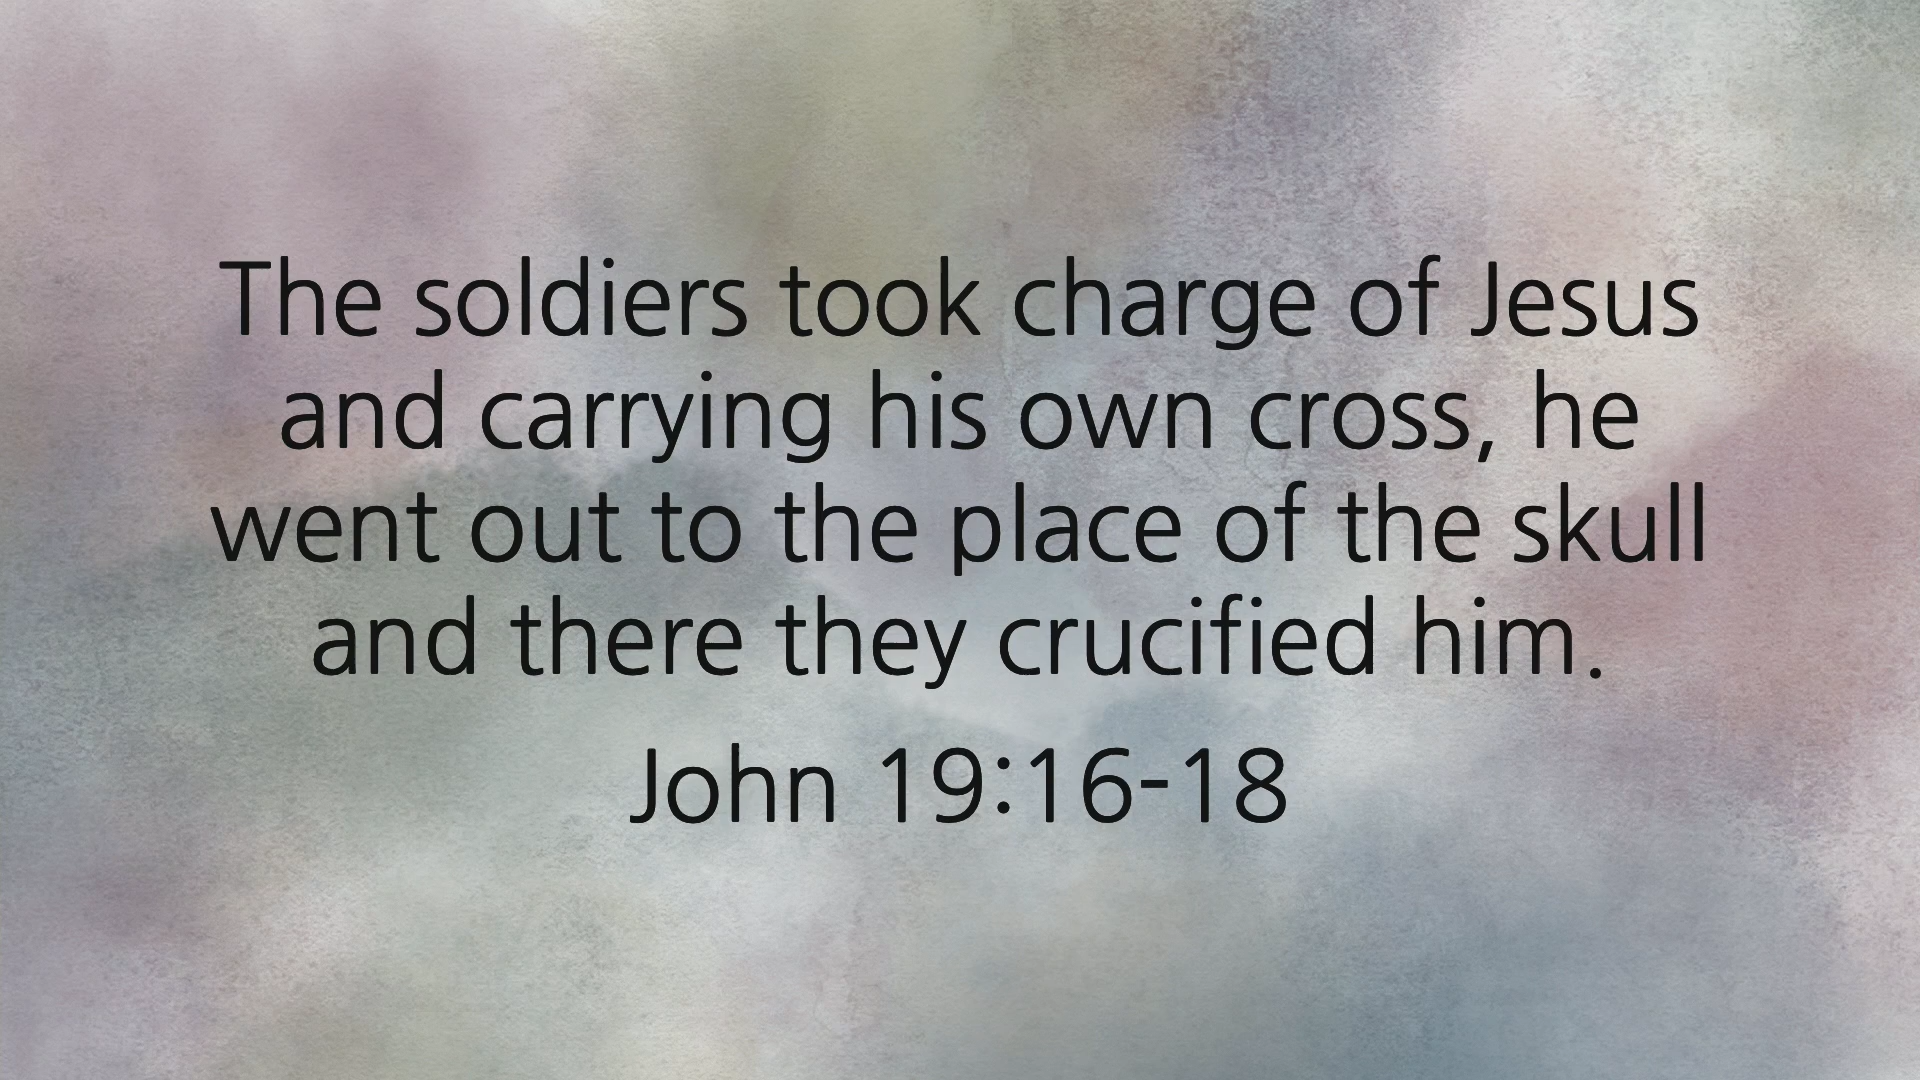 The soldiers took charge of Jesus
and carrying his own cross, he
went out to the place of the skull
and there they crucified him.
John 19:16-18